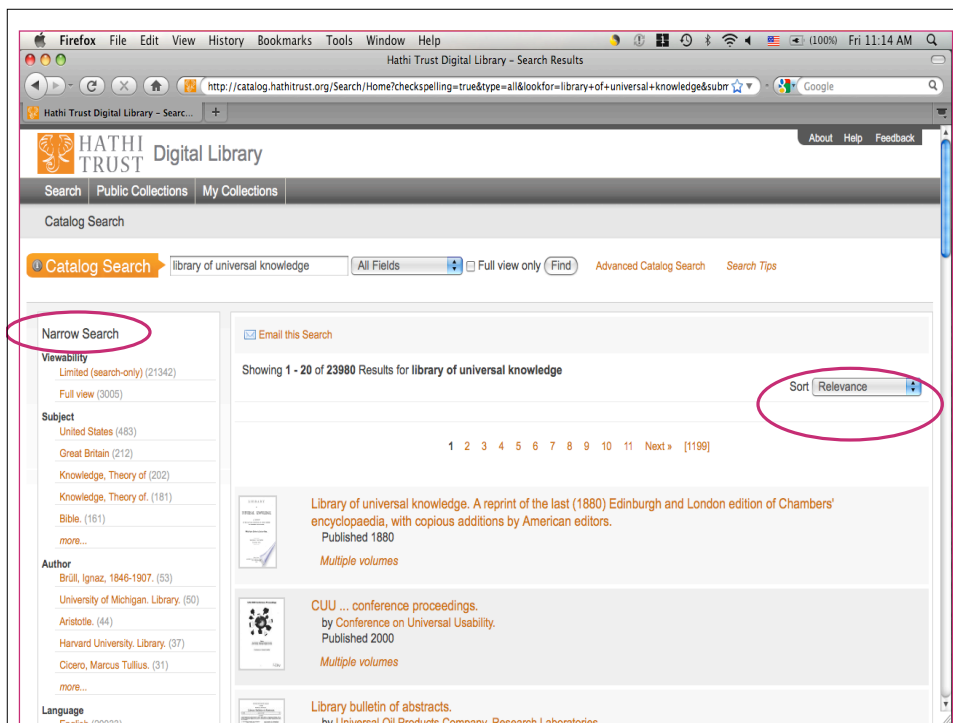 Firefox File Edit View History Bookmarks Tools Window Help (100%) Fri 11:14 AM
Hathi Trust Digital Library – Search Results
http://catalog.hathitrust.org/Search/Home?checkspelling=true&type=all&lookfor=library+of+universal+knowledge&subm Google
Hathi Trust Digital Library – Searc... +
About Help Feedback
HATHI
TRUST Digital Library
Search Public Collections My Collections
Catalog Search
Catalog Search library of universal knowledge All Fields Full view only Find Advanced Catalog Search Search Tips
Narrow Search
Viewability
Limited (search-only) (21342)
Full view (3005)
Subject
United States (483)
Great Britain (212)
Knowledge, Theory of (202)
Knowledge, Theory of. (181)
Bible. (161)
more...
Author
Brüll, Ignaz, 1846-1907. (53)
University of Michigan. Library. (50)
Aristotle. (44)
Harvard University. Library. (37)
Cicero, Marcus Tullius. (31)
more...
Language
Email this Search
Showing 1 - 20 of 23980 Results for library of universal knowledge
Sort Relevance
1 2 3 4 5 6 7 8 9 10 11 Next » [1199]
Library of universal knowledge. A reprint of the last (1880) Edinburgh and London edition of Chambers'
encyclopaedia, with copious additions by American editors.
Published 1880
Multiple volumes
CUU ... conference proceedings.
by Conference on Universal Usability.
Published 2000
Multiple volumes
Library bulletin of abstracts.
by Universal Oil Products Company. Research Laboratories.